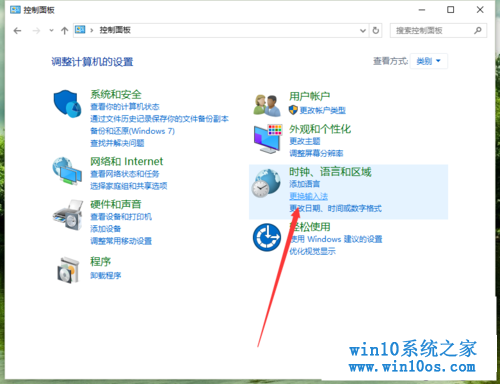 控制面板
控制面板
搜索控制面板
调整计算机的设置
查看方式:
类别
系统和安全
查看你的计算机状态
通过文件历史记录保存你的文件备份副本
备份和还原(Windows 7)
查找并解决问题
网络和 Internet
查看网络状态和任务
选择家庭组和共享选项
硬件和声音
查看设备和打印机
添加设备
调整常用移动设置
程序
卸载程序
用户帐户
更改帐户类型
外观和个性化
更改主题
调整屏幕分辨率
时钟、语言和区域
添加语言
更换输入法
更改日期、时间或数字格式
轻松使用
使用 Windows 建议的设置
优化视觉显示
win10系统之家
www.win10os.com